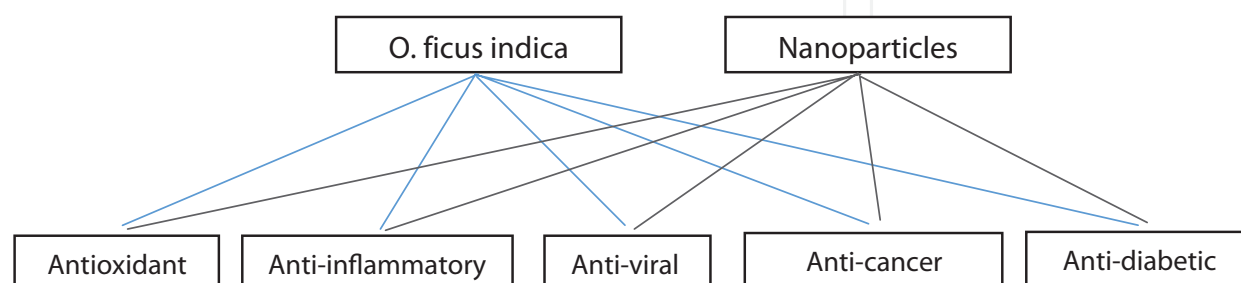 O. ficus indica
Nanoparticles
Antioxidant
Anti-inflammatory
Anti-viral
Anti-cancer
Anti-diabetic